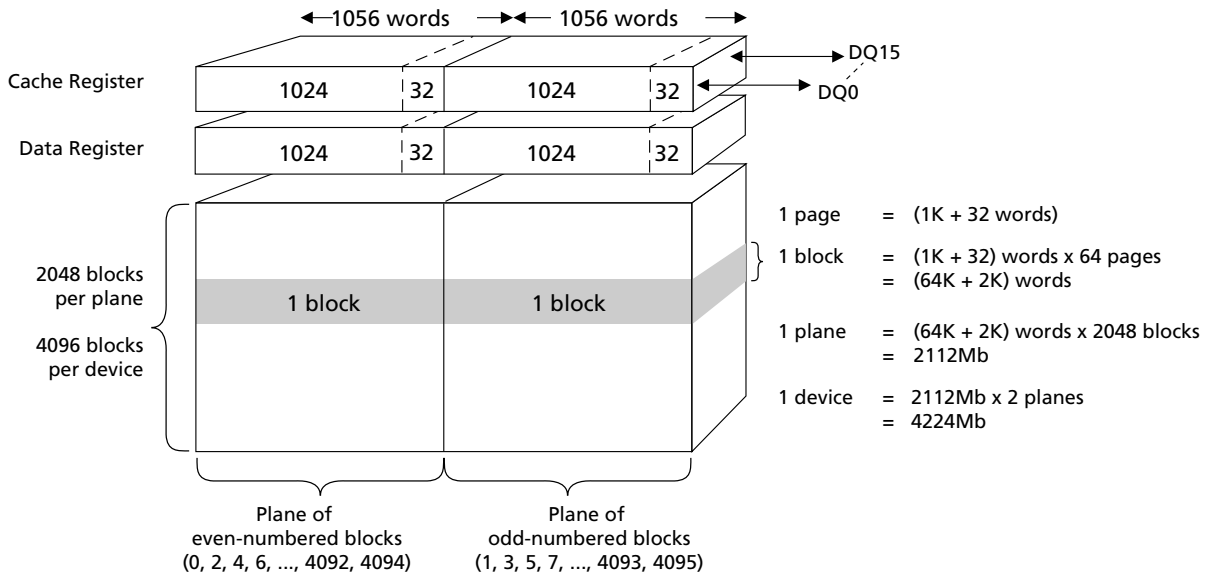 1056 words 1056 words
DQ15
Cache Register 1024 32 1024 32
DQ0
Data Register 1024 32 1024 32
1 page = (1K + 32 words)
1 block = (1K + 32) words x 64 pages
= (64K + 2K) words
2048 blocks
per plane
1 block 1 block
4096 blocks
per device
1 plane = (64K + 2K) words x 2048 blocks
= 2112Mb
1 device = 2112Mb x 2 planes
= 4224Mb
Plane of
even-numbered blocks
(0, 2, 4, 6, ..., 4092, 4094)
Plane of
odd-numbered blocks
(1, 3, 5, 7, ..., 4093, 4095)